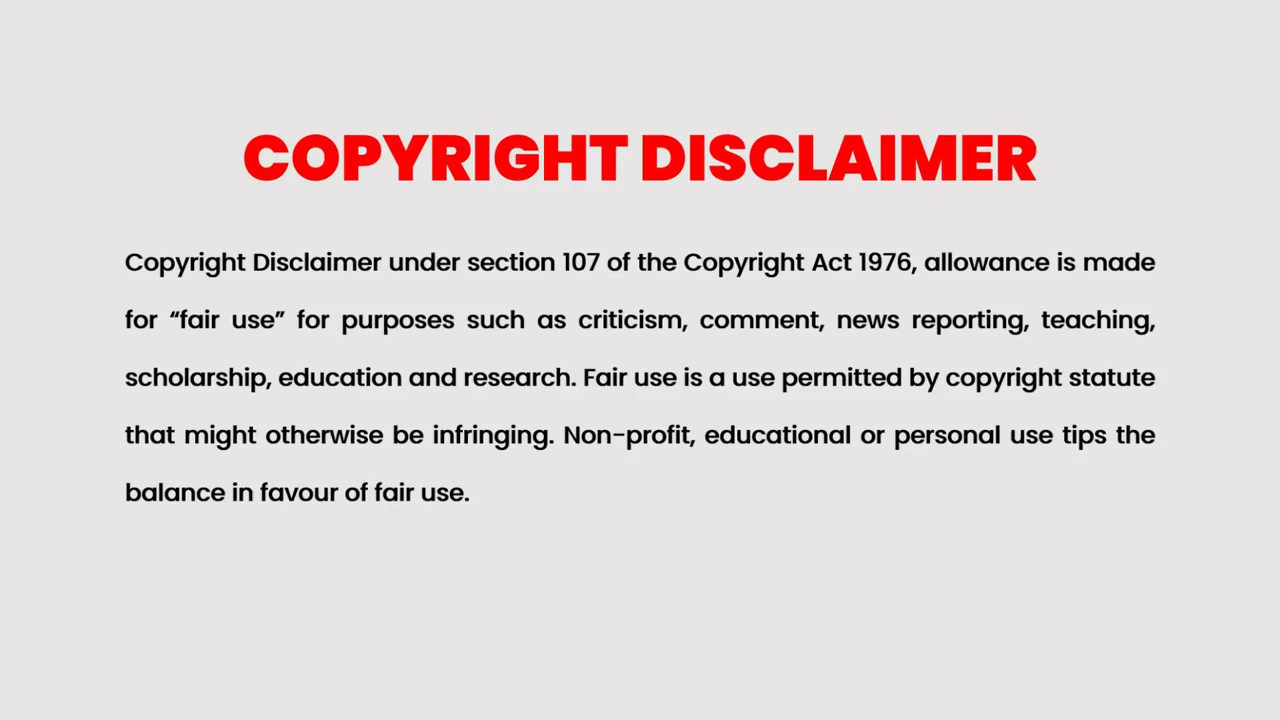 COPYRIGHT DISCLAIMER
Copyright Disclaimer under section 107 of the Copyright Act 1976, allowance is made
for “fair use” for purposes such as criticism, comment, news reporting, teaching,
scholarship, education and research. Fair use is a use permitted by copyright statute
that might otherwise be infringing. Non-profit, educational or personal use tips the
balance in favour of fair use.